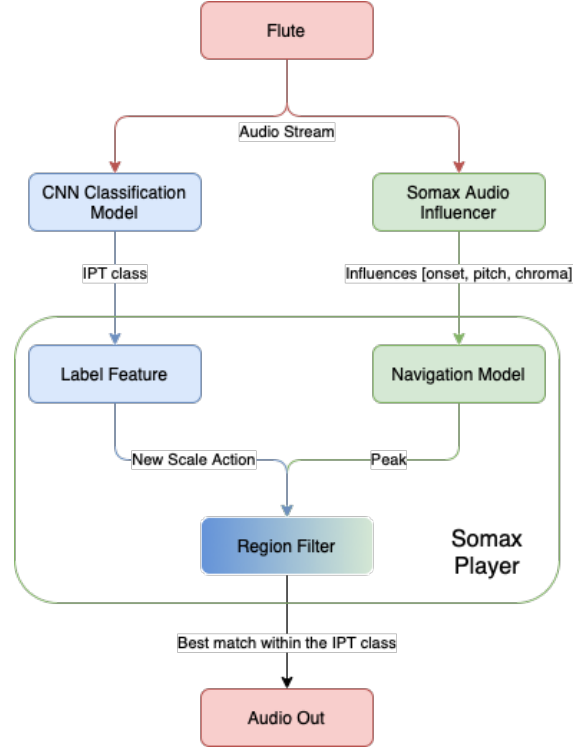 Flute
Audio Stream
CNN Classification
Model
Somax Audio
Influencer
IPT class
Influences [onset, pitch, chroma]
Label Feature
Navigation Model
New Scale Action
Peak
Region Filter
Somax
Player
Best match within the IPT class
Audio Out